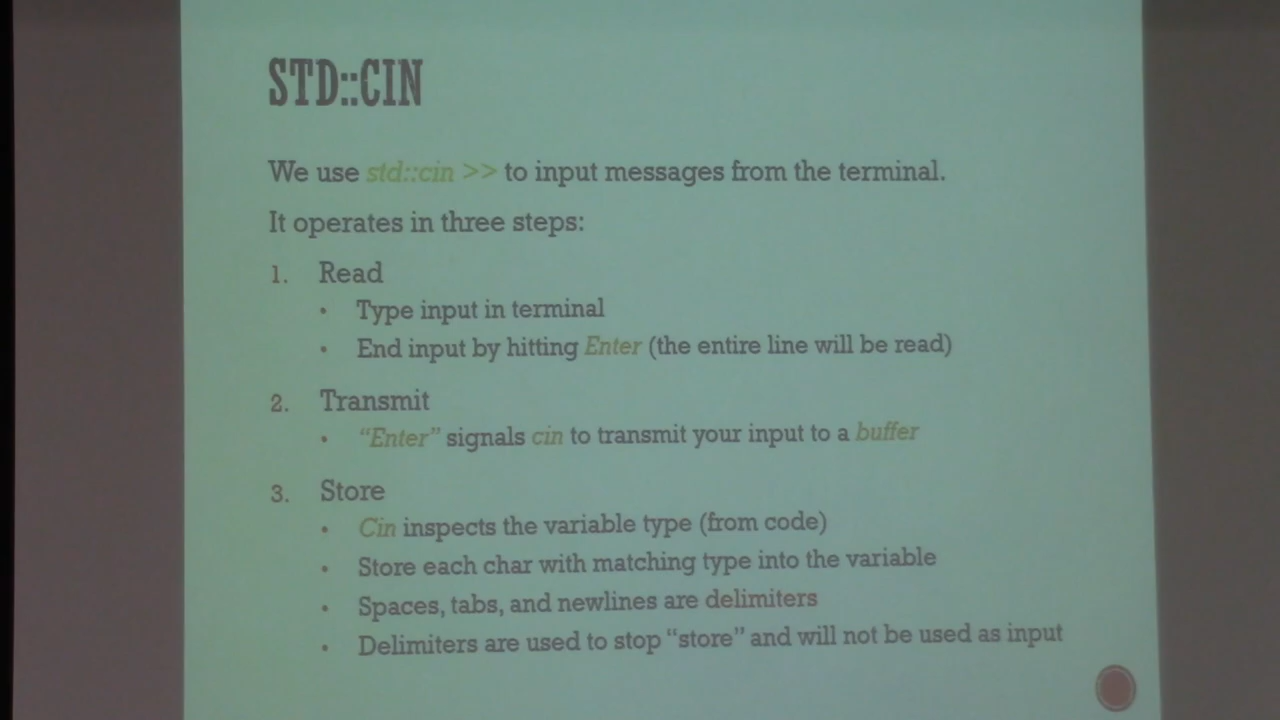 STD::CIN
We use std::cin >> to input messages from the terminal.
It operates in three steps:
1. Read
• Type input in terminal
• End input by hitting Enter (the entire line will be read)
2. Transmit
• “Enter” signals cin to transmit your input to a buffer
3. Store
• Cin inspects the variable type (from code)
• Store each char with matching type into the variable
• Spaces, tabs, and newlines are delimiters
• Delimiters are used to stop “store” and will not be used as input